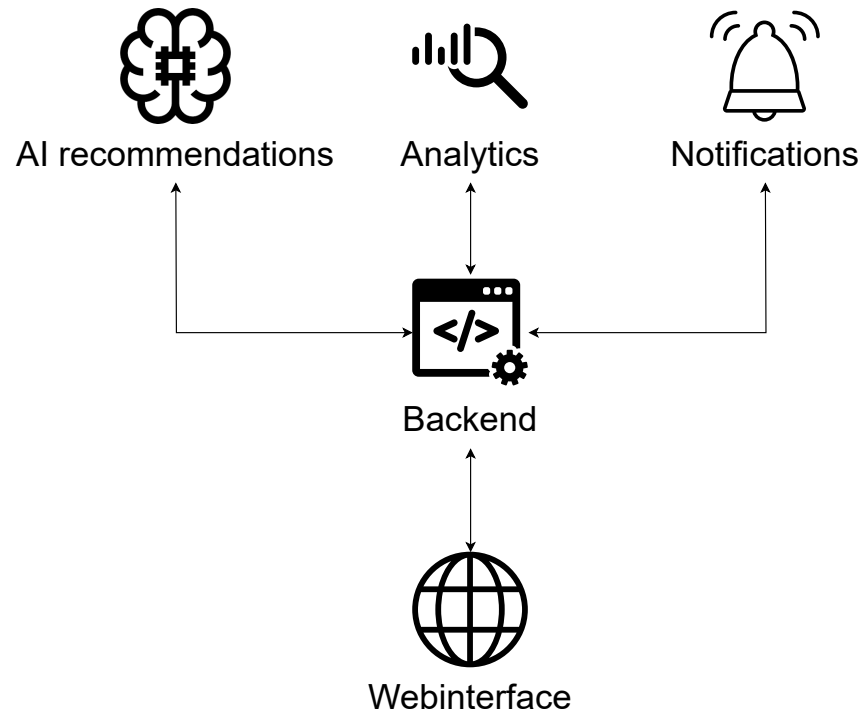 AI recommendations
Analytics
Notifications
</>
Backend
Webinterface